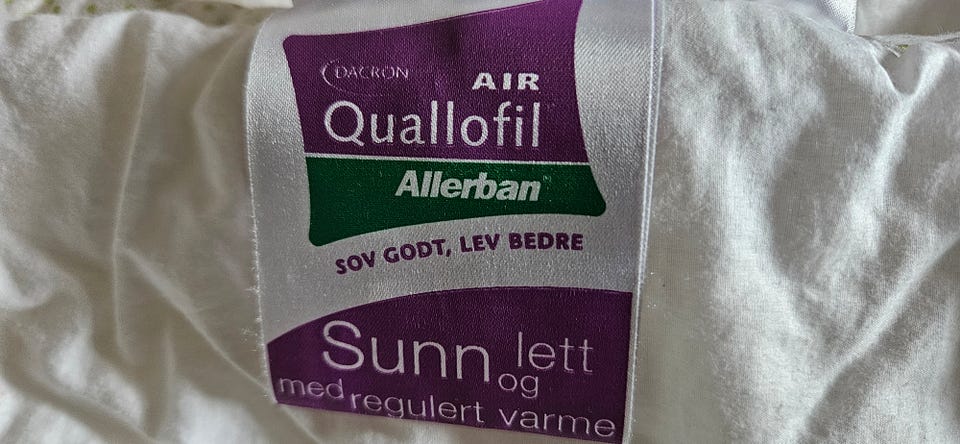 DACRON
AIR
Quallofil
Allerban
SOV GODT, LEV BEDRE
Sunn lett
og
med regulert varme